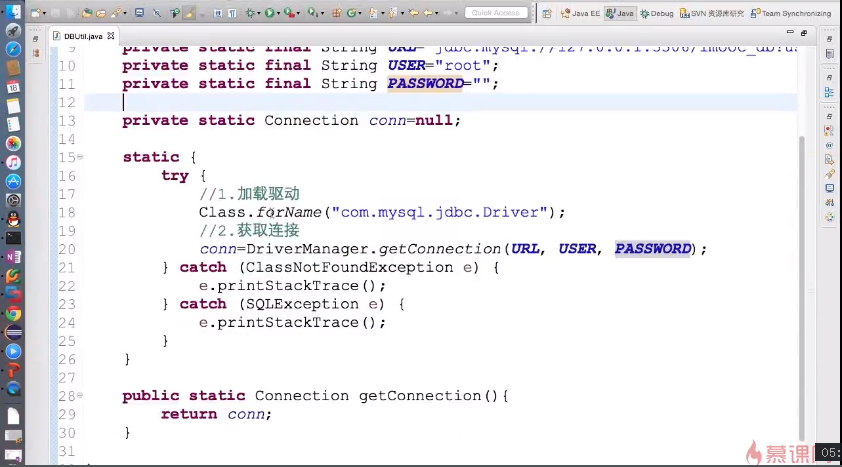 Quick Access
Java EE
Java
Debug
SVN 资源库研究
Team Synchronizing
DBUtil.java
9 private static final String URL="jdbc:mysql://127.0.0.1:3306/imooc_db?us
10 private static final String USER="root";
11 private static final String PASSWORD="";
12
13 private static Connection conn=null;
14
15 static {
16 try {
17 //1.加载驱动
18 Class.forName("com.mysql.jdbc.Driver");
19 //2.获取连接
20 conn=DriverManager.getConnection(URL, USER, PASSWORD);
21 } catch (ClassNotFoundException e) {
22 e.printStackTrace();
23 } catch (SQLException e) {
24 e.printStackTrace();
25 }
26 }
27
28 public static Connection getConnection(){
29 return conn;
30 }
31
慕课
05: